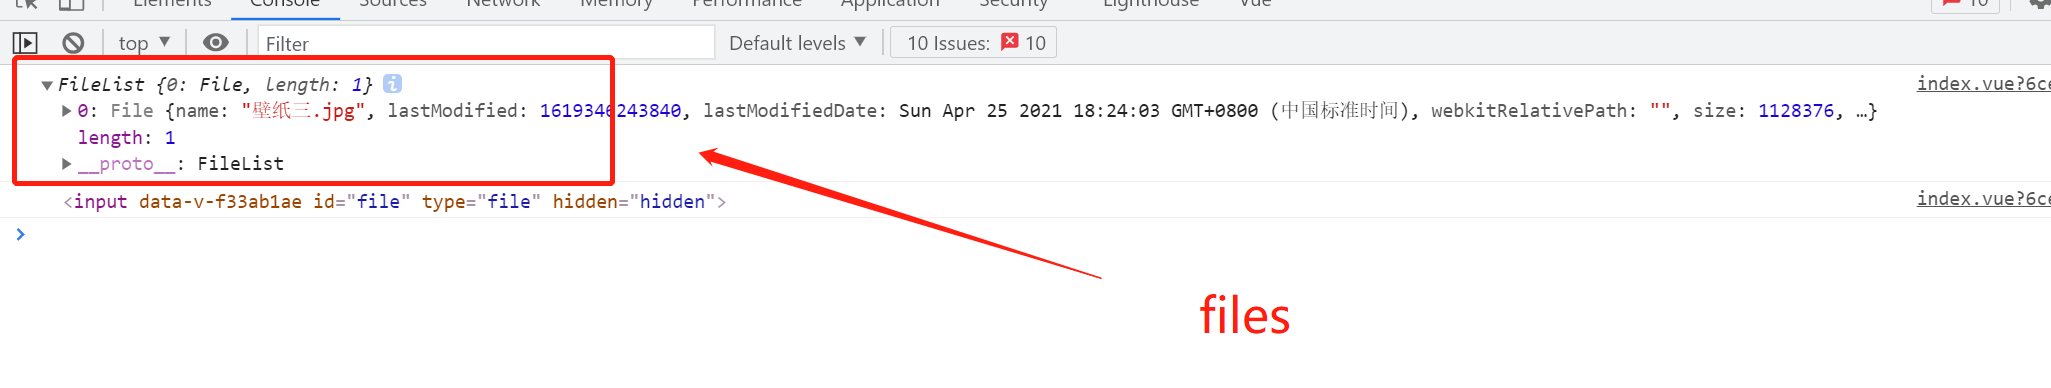 Elements Console Sources Network Memory Performance Application Security Lighthouse Vue 10
top Filter Default levels 10 Issues: 10
FileList {0: File, length: 1} i index.vue?6ce
0: File {name: "壁纸三.jpg", lastModified: 1619346243840, lastModifiedDate: Sun Apr 25 2021 18:24:03 GMT+0800 (中国标准时间), webkitRelativePath: "", size: 1128376, …}
length: 1
__proto__: FileList
<input data-v-f33ab1ae id="file" type="file" hidden="hidden"> index.vue?6ce
files